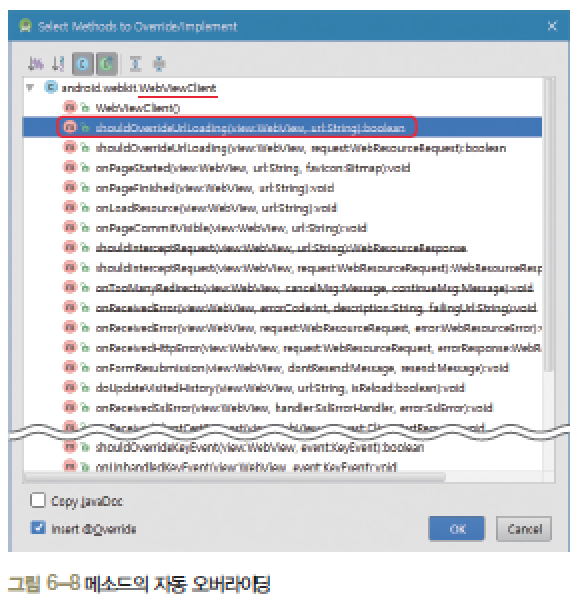 Select Methods to Override/Implement
android.webkit.WebViewClient
WebViewClient()
shouldOverrideUrlLoading(view:WebView, url:String):boolean
shouldOverrideUrlLoading(view:WebView, request:WebResourceRequest):boolean
onPageStarted(view:WebView, url:String, favicon:Bitmap):void
onPageFinished(view:WebView, url:String):void
onLoadResource(view:WebView, url:String):void
onPageCommitVisible(view:WebView, url:String):void
shouldInterceptRequest(view:WebView, url:String):WebResourceResponse
shouldInterceptRequest(view:WebView, request:WebResourceRequest):WebResourceResp
onTooManyRedirects(view:WebView, cancelMsg:Message, continueMsg:Message):void
onReceivedError(view:WebView, errorCode:int, description:String, failingUrl:String):void
onReceivedError(view:WebView, request:WebResourceRequest, error:WebResourceError):
onReceivedHttpError(view:WebView, request:WebResourceRequest, errorResponse:WebR
onFormResubmission(view:WebView, dontResend:Message, resend:Message):void
doUpdateVisitedHistory(view:WebView, url:String, isReload:boolean):void
onReceivedSslError(view:WebView, handler:SslErrorHandler, error:SslError):void
shouldOverrideKeyEvent(view:WebView, event:KeyEvent):boolean
onUnhandledKeyEvent(view:WebView, event:KeyEvent):void
Copy JavaDoc
Insert @Override
OK Cancel
그림 6-8 메소드의 자동 오버라이딩